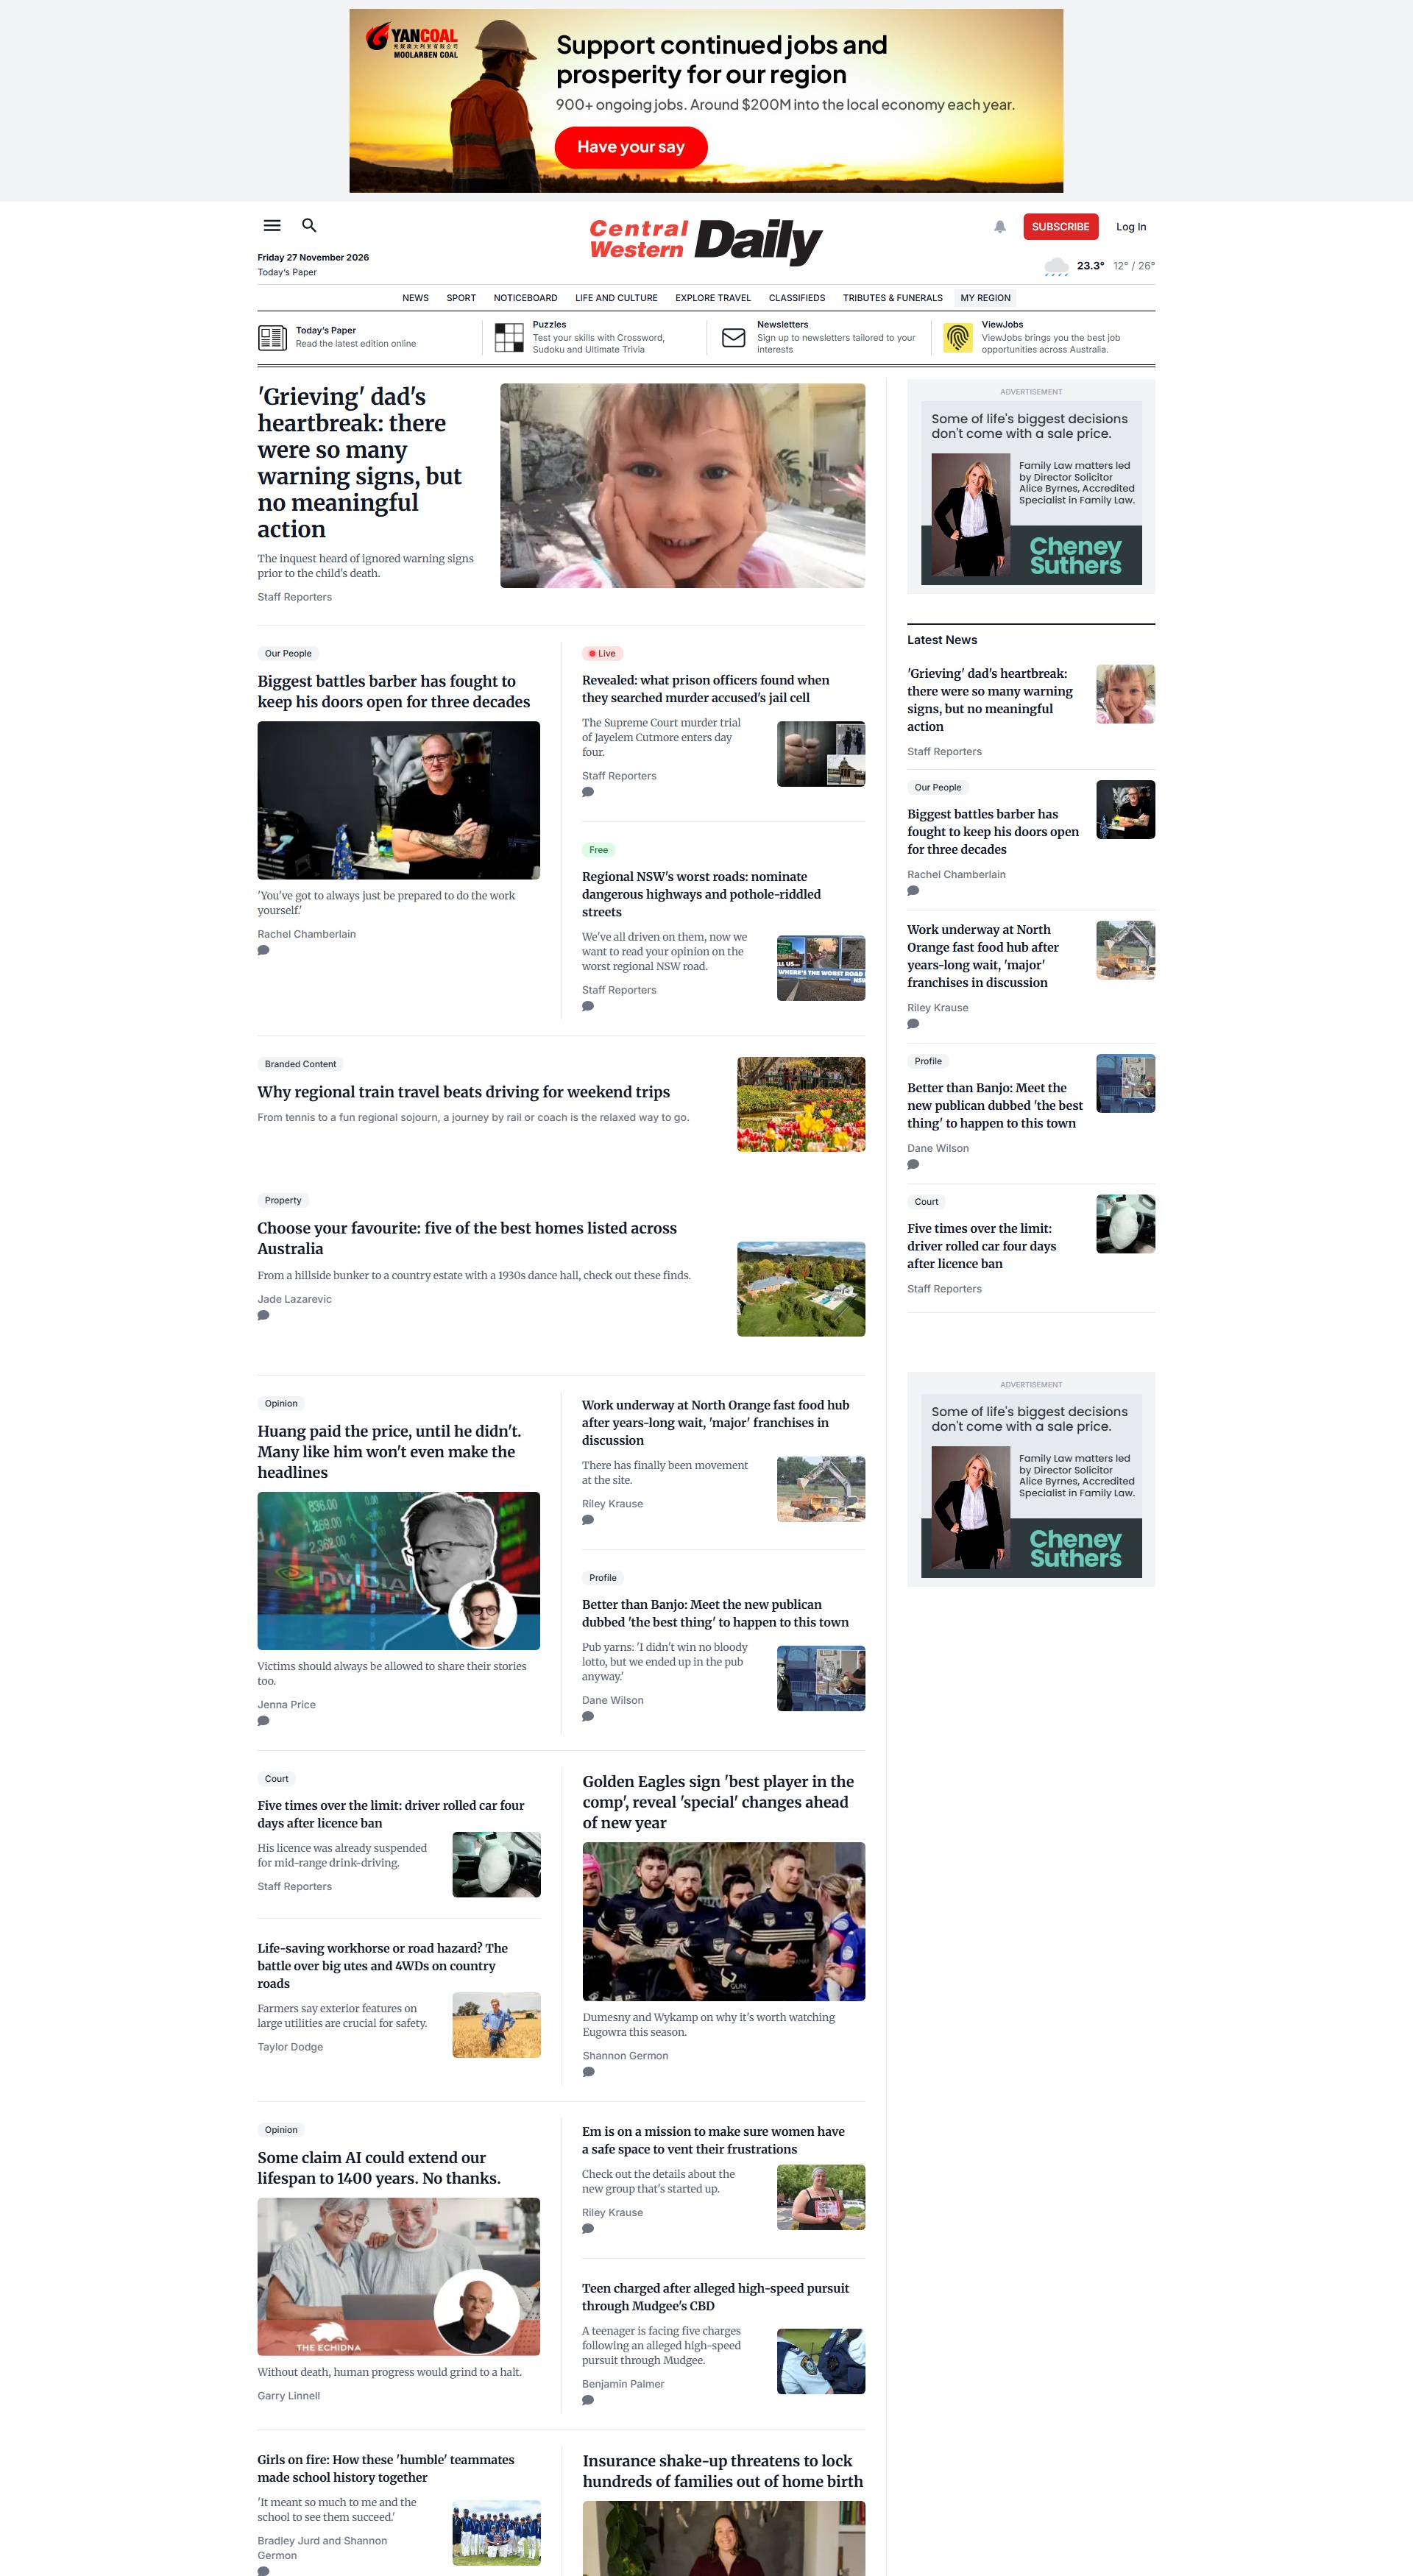 YANCOAL
MOOLARBEN COAL
Support continued jobs and
prosperity for our region
900+ ongoing jobs. Around $200M into the local economy each year.
Have your say
Central
Western
Daily
SUBSCRIBE
Log In
Friday 27 November 2026
Today's Paper
23.3° 12° / 26°
NEWS SPORT NOTICEBOARD LIFE AND CULTURE EXPLORE TRAVEL CLASSIFIEDS TRIBUTES & FUNERALS MY REGION
Today's Paper
Read the latest edition online
Puzzles
Test your skills with Crossword,
Sudoku and Ultimate Trivia
Newsletters
Sign up to newsletters tailored to your
interests
ViewJobs
ViewJobs brings you the best job
opportunities across Australia.
'Grieving' dad's
heartbreak: there
were so many
warning signs, but
no meaningful
action
The inquest heard of ignored warning signs
prior to the child's death.
Staff Reporters
Our People
Biggest battles barber has fought to
keep his doors open for three decades
'You've got to always just be prepared to do the work
yourself.'
Rachel Chamberlain
Live
Revealed: what prison officers found when
they searched murder accused's jail cell
The Supreme Court murder trial
of Jayelem Cutmore enters day
four.
Staff Reporters
Free
Regional NSW's worst roads: nominate
dangerous highways and pothole-riddled
streets
We've all driven on them, now we
want to read your opinion on the
worst regional NSW road.
Staff Reporters
WHERE'S THE WORST ROAD
Branded Content
Why regional train travel beats driving for weekend trips
From tennis to a fun regional sojourn, a journey by rail or coach is the relaxed way to go.
Property
Choose your favourite: five of the best homes listed across
Australia
From a hillside bunker to a country estate with a 1930s dance hall, check out these finds.
Jade Lazarevic
Opinion
Huang paid the price, until he didn't.
Many like him won't even make the
headlines
836.00
1,269.00
2,362.00
NVIDIA
Victims should always be allowed to share their stories
too.
Jenna Price
Work underway at North Orange fast food hub
after years-long wait, 'major' franchises in
discussion
There has finally been movement
at the site.
Riley Krause
Profile
Better than Banjo: Meet the new publican
dubbed 'the best thing' to happen to this town
Pub yarns: 'I didn't win no bloody
lotto, but we ended up in the pub
anyway.'
Dane Wilson
Court
Five times over the limit: driver rolled car four
days after licence ban
His licence was already suspended
for mid-range drink-driving.
Staff Reporters
Life-saving workhorse or road hazard? The
battle over big utes and 4WDs on country
roads
Farmers say exterior features on
large utilities are crucial for safety.
Taylor Dodge
Golden Eagles sign 'best player in the
comp', reveal 'special' changes ahead
of new year
Dumesny and Wykamp on why it's worth watching
Eugowra this season.
Shannon Germon
Opinion
Some claim AI could extend our
lifespan to 1400 years. No thanks.
THE ECHIDNA
Without death, human progress would grind to a halt.
Garry Linnell
Em is on a mission to make sure women have
a safe space to vent their frustrations
Check out the details about the
new group that's started up.
Riley Krause
Teen charged after alleged high-speed pursuit
through Mudgee's CBD
A teenager is facing five charges
following an alleged high-speed
pursuit through Mudgee.
Benjamin Palmer
Girls on fire: How these 'humble' teammates
made school history together
'It meant so much to me and the
school to see them succeed.'
Bradley Jurd and Shannon
Germon
Insurance shake-up threatens to lock
hundreds of families out of home birth
ADVERTISEMENT
Some of life's biggest decisions
don't come with a sale price.
Family Law matters led
by Director Solicitor
Alice Byrnes, Accredited
Specialist in Family Law.
Cheney
Suthers
Latest News
'Grieving' dad's heartbreak:
there were so many warning
signs, but no meaningful
action
Staff Reporters
Our People
Biggest battles barber has
fought to keep his doors open
for three decades
Rachel Chamberlain
Work underway at North
Orange fast food hub after
years-long wait, 'major'
franchises in discussion
Riley Krause
Profile
Better than Banjo: Meet the
new publican dubbed 'the best
thing' to happen to this town
Dane Wilson
Court
Five times over the limit:
driver rolled car four days
after licence ban
Staff Reporters
ADVERTISEMENT
Some of life's biggest decisions
don't come with a sale price.
Family Law matters led
by Director Solicitor
Alice Byrnes, Accredited
Specialist in Family Law.
Cheney
Suthers